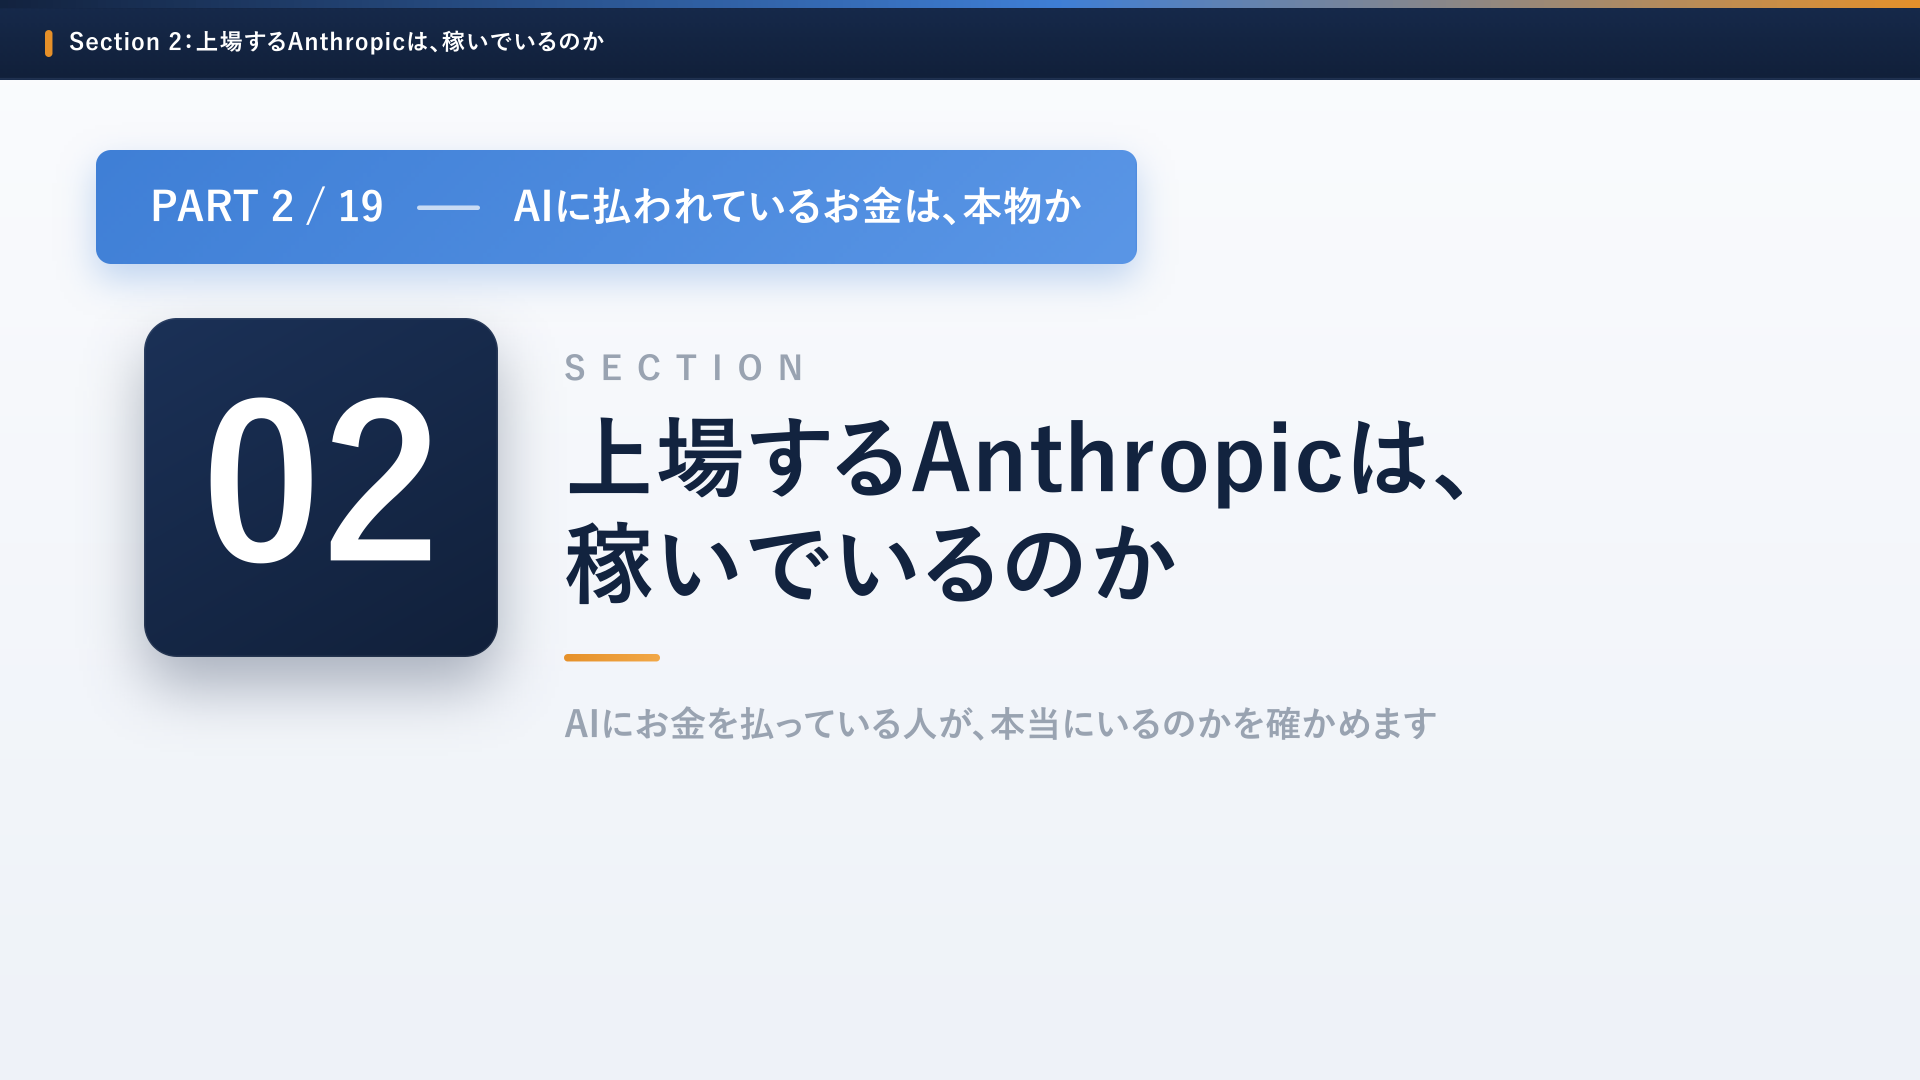 Section 2：上場するAnthropicは、稼いでいるのか
PART 2 / 19 — AIに払われているお金は、本物か
02
SECTION
上場するAnthropicは、
稼いでいるのか
AIにお金を払っている人が、本当にいるのかを確かめます